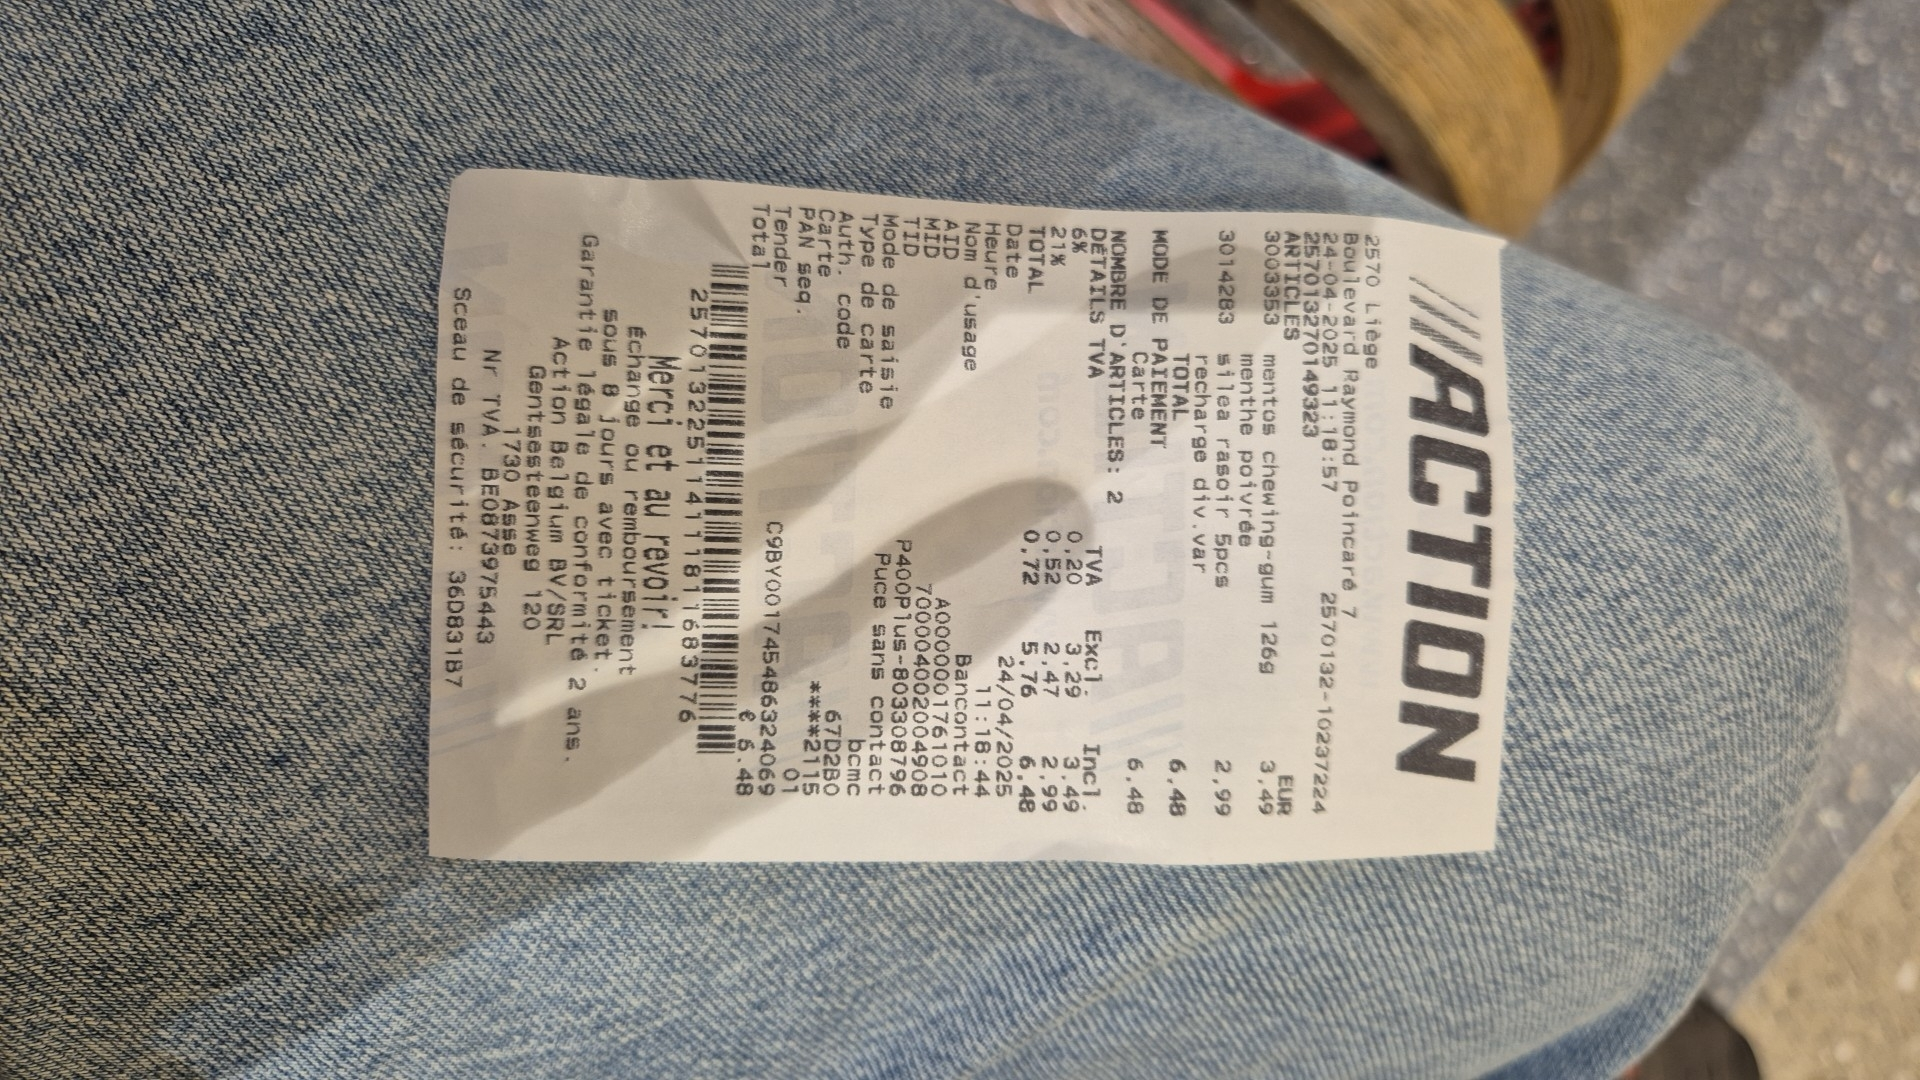 ACTION
2570 Liège
Boulevard Raymond Poincaré 7
24-04-2025 11:18:57 2570132-10237224
257013270149323
ARTICLES EUR
3003353 mentos chewing-gum 126g 3,49
menthe poivrée
3014283 silea rasoir 5pcs 2,99
recharge div.var
TOTAL 6,48
MODE DE PAIEMENT
Carte 6,48
NOMBRE D'ARTICLES: 2
DÉTAILS TVA TVA Excl. Incl.
6% 0,20 3,29 3,49
21% 0,52 2,47 2,99
TOTAL 0,72 5,76 6,48
Date 24/04/2025
Heure 11:18:44
Nom d'usage Bancontact
AID A0000001761010
MID 700004002004908
TID P400Plus-803308796
Mode de saisie Puce sans contact
Type de carte bcmc
Auth. code 67D2B0
Carte ****2115
PAN seq. 01
Tender C9BY001745486324069
Total € 6.48
257013225114111811683776
Merci et au revoir!
Échange ou remboursement
sous 8 jours avec ticket.
Garantie légale de conformité 2 ans.
Action Belgium BV/SRL
Gentsesteenweg 120
1730 Asse
Nr TVA. BE0873975443
Sceau de sécurité: 36D831B7